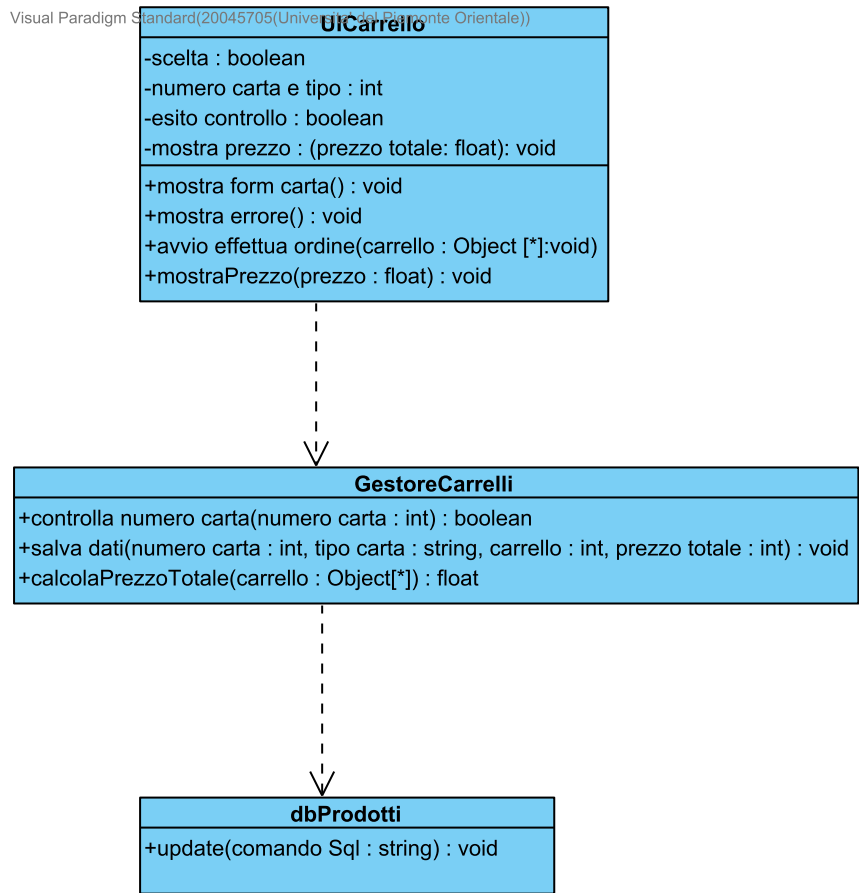 Visual Paradigm Standard(20045705(Universita' del Piemonte Orientale))
UICarrello
-scelta : boolean
-numero carta e tipo : int
-esito controllo : boolean
-mostra prezzo : (prezzo totale: float): void
+mostra form carta() : void
+mostra errore() : void
+avvio effettua ordine(carrello : Object [*]:void)
+mostraPrezzo(prezzo : float) : void
GestoreCarrelli
+controlla numero carta(numero carta : int) : boolean
+salva dati(numero carta : int, tipo carta : string, carrello : int, prezzo totale : int) : void
+calcolaPrezzoTotale(carrello : Object[*]) : float
dbProdotti
+update(comando Sql : string) : void